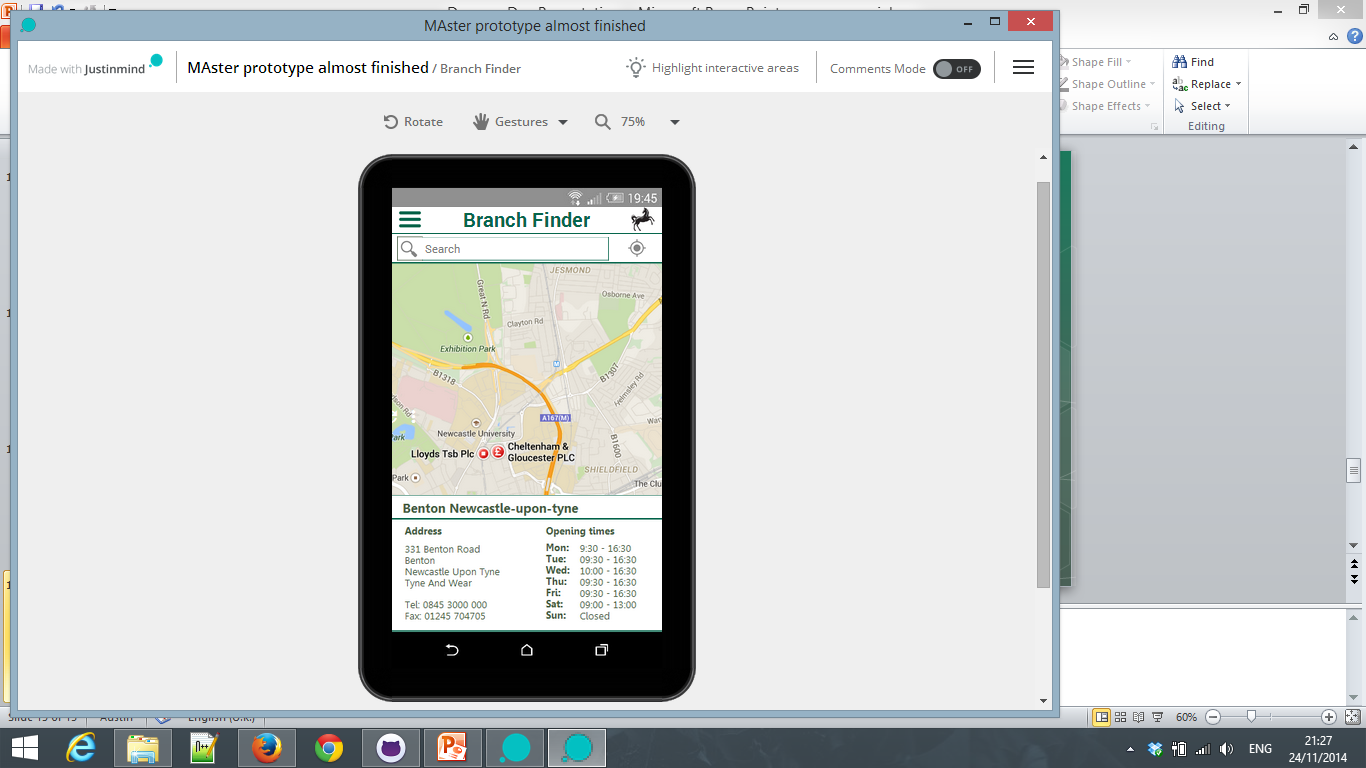 MAster prototype almost finished
Made with Justinmind
MAster prototype almost finished / Branch Finder
Highlight interactive areas
Comments Mode
OFF
Rotate
Gestures
75%
19:45
Branch Finder
Search
JESMOND
Great N Rd
Osborne Ave
Clayton Rd
Exhibition Park
B1318
B1307
Helmsley Rd
A167(M)
Newcastle University
Lloyds Tsb Plc
Cheltenham &
Gloucester PLC
B1600
SHIELDFIELD
Park
The Clu
Benton Newcastle-upon-tyne
Address
331 Benton Road
Benton
Newcastle Upon Tyne
Tyne And Wear
Tel: 0845 3000 000
Fax: 01245 704705
Opening times
Mon: 9:30 - 16:30
Tue: 09:30 - 16:30
Wed: 10:00 - 16:30
Thu: 09:30 - 16:30
Fri: 09:30 - 16:30
Sat: 09:00 - 13:00
Sun: Closed
Shape Fill
Shape Outline
Shape Effects
Find
Replace
Select
Editing
English (U.K.)
60%
ENG
21:27
24/11/2014